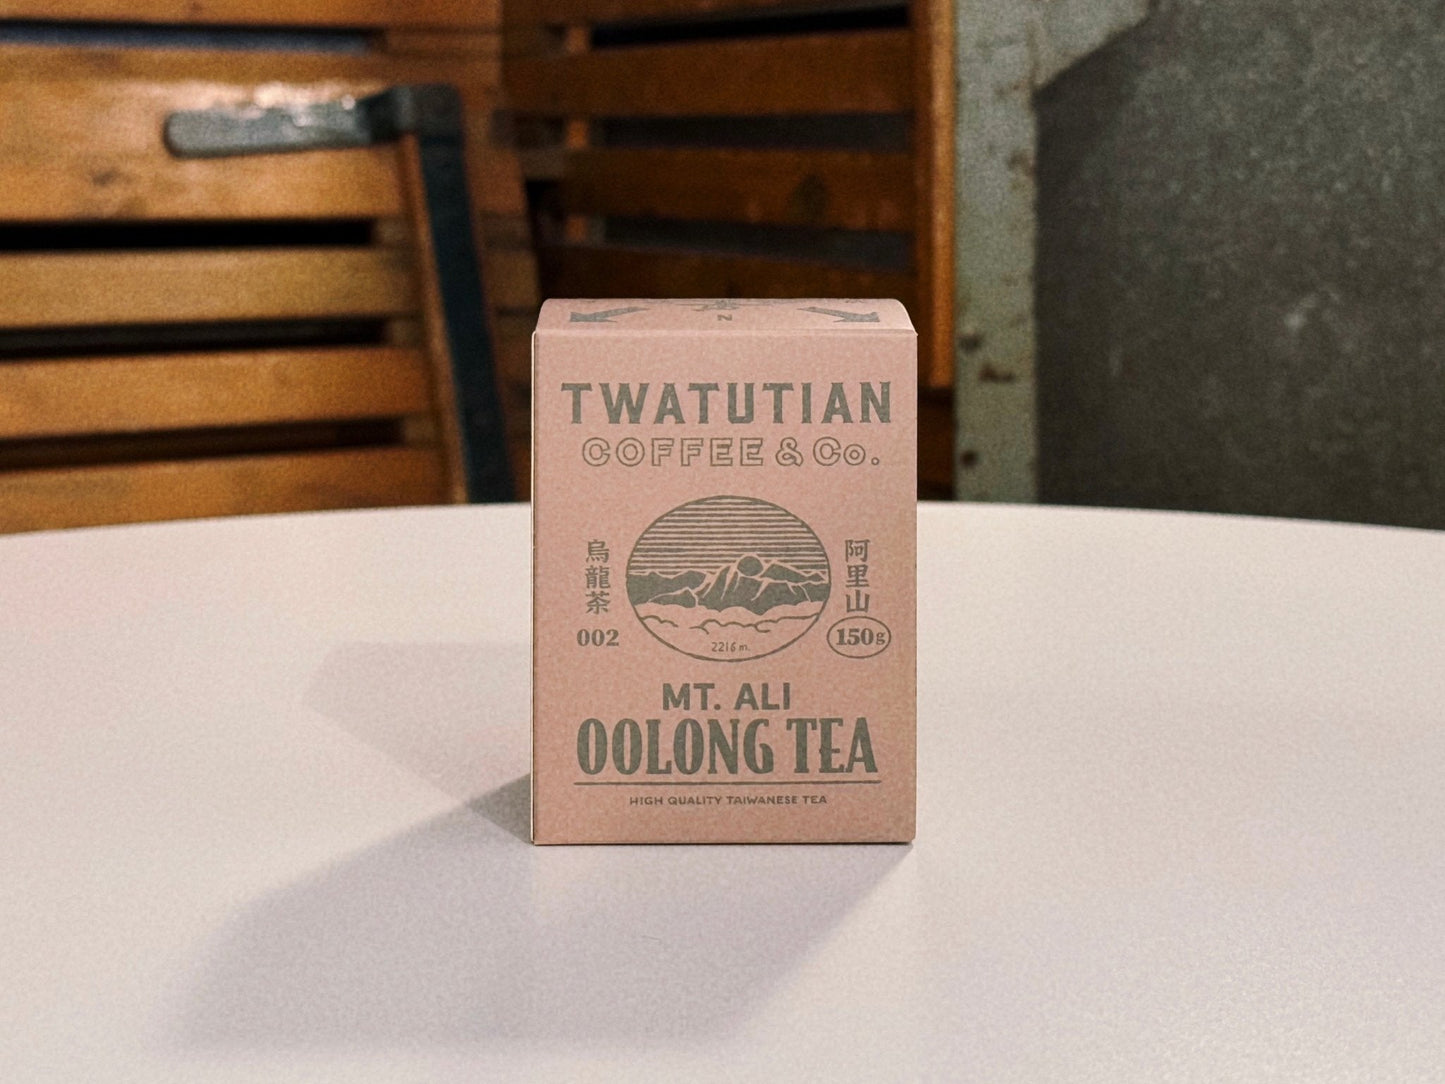 N
TWATUTIAN
COFFEE & Co.
烏龍茶
002
2216 m.
阿里山
150g
MT. ALI
OOLONG TEA
HIGH QUALITY TAIWANESE TEA